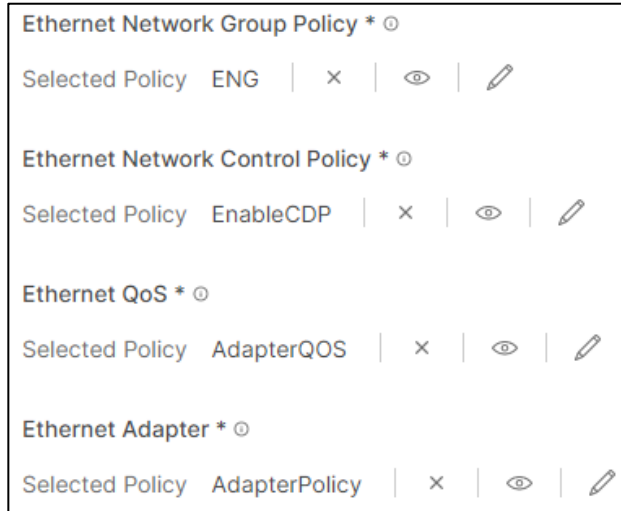 Ethernet Network Group Policy *
Selected Policy ENG
Ethernet Network Control Policy *
Selected Policy EnableCDP
Ethernet QoS *
Selected Policy AdapterQOS
Ethernet Adapter *
Selected Policy AdapterPolicy